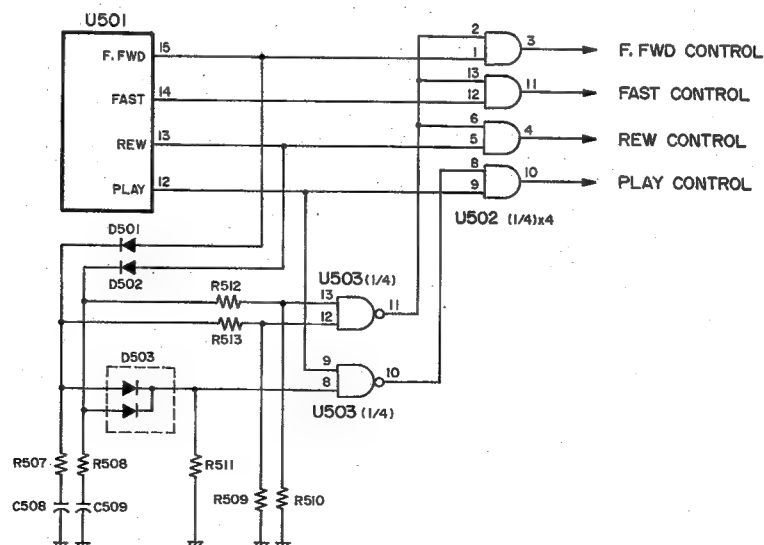 U501
F. FWD 15
FAST 14
REW 13
PLAY 12
2
1
3
F. FWD CONTROL
13
12
11
FAST CONTROL
6
5
4
REW CONTROL
8
9
10
PLAY CONTROL
U502 (1/4)x4
D501
D502
R512
R513
U503 (1/4)
13
12
11
D503
9
8
10
U503 (1/4)
R507
R508
R511
R509
R510
C508
C509